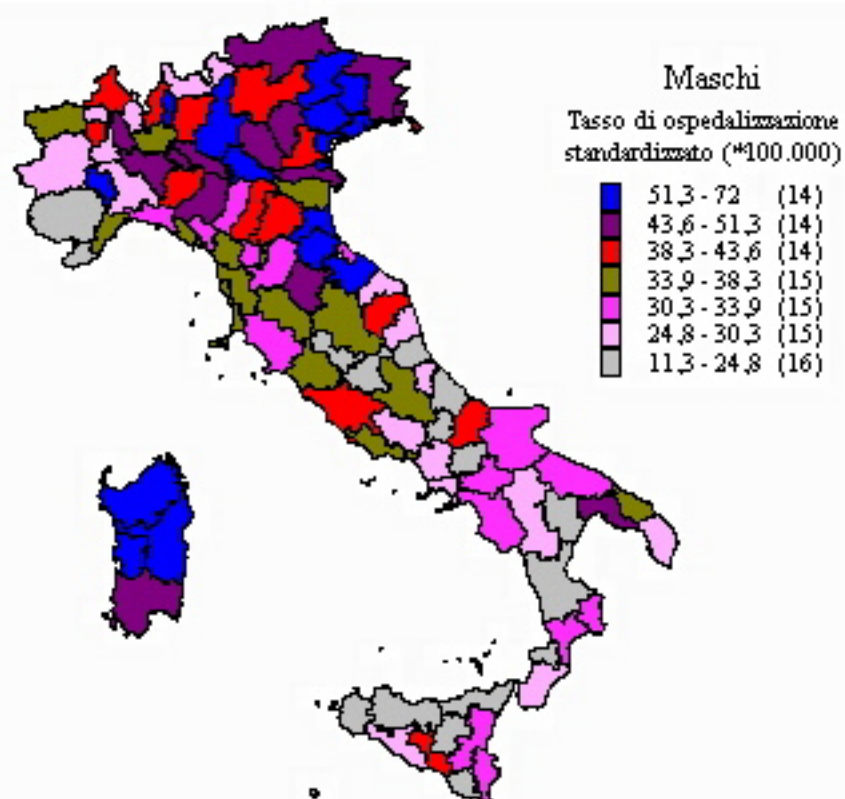 Maschi
Tasso di ospedalizzazione
standardizzato (*100.000)
51,3 - 72 (14)
43,6 - 51,3 (14)
38,3 - 43,6 (14)
33,9 - 38,3 (15)
30,3 - 33,9 (15)
24,8 - 30,3 (15)
11,3 - 24,8 (16)